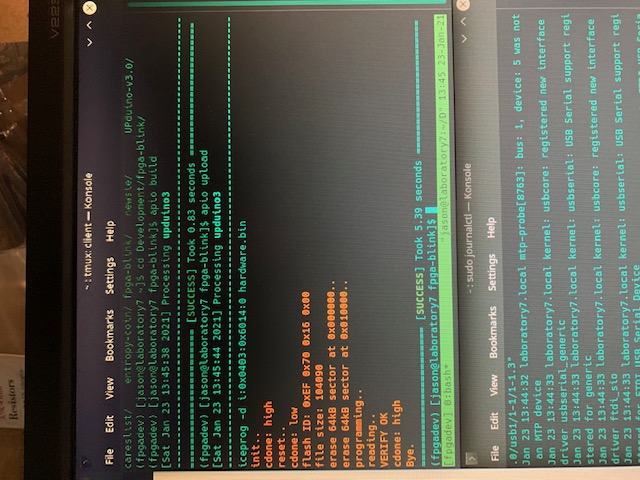 Resistors
~ : tmux: client — Konsole
File Edit View Bookmarks Settings Help
careslist/ entropy-coin/ fpga-blink/ newsie/ UPduino-v3.0/
(fpgadev) [jason@laboratory7 ~]$ cd Development/fpga-blink/
(fpgadev) [jason@laboratory7 fpga-blink]$ apio build
[Sat Jan 23 13:45:38 2021] Processing upduino3
[SUCCESS] Took 0.83 seconds
(fpgadev) [jason@laboratory7 fpga-blink]$ apio upload
[Sat Jan 23 13:45:44 2021] Processing upduino3
iceprog -d i:0x0403:0x6014:0 hardware.bin
init..
cdone: high
reset..
cdone: low
flash ID: 0xEF 0x70 0x16 0x00
file size: 104090
erase 64kB sector at 0x000000..
erase 64kB sector at 0x010000..
programming..
reading..
VERIFY OK
cdone: high
Bye.
[SUCCESS] Took 5.39 seconds
(fpgadev) [jason@laboratory7 fpga-blink]$
[fpgadev] 0:bash* "jason@laboratory7:~/D" 13:45 23-Jan-21
~ : sudo journalctl — Konsole
File Edit View Bookmarks Settings Help
.0/usb1/1-1/1-1.3"
Jan 23 13:44:32 laboratory7.local mtp-probe[8763]: bus: 1, device: 5 was not
an MTP device
Jan 23 13:44:33 laboratory7.local kernel: usbcore: registered new interface
driver usbserial_generic
Jan 23 13:44:33 laboratory7.local kernel: usbserial: USB Serial support regi
stered for generic
Jan 23 13:44:33 laboratory7.local kernel: usbcore: registered new interface
driver ftdi_sio
Jan 23 13:44:33 laboratory7.local kernel: usbserial: USB Serial support regi
stered for FTDI USB Serial Device